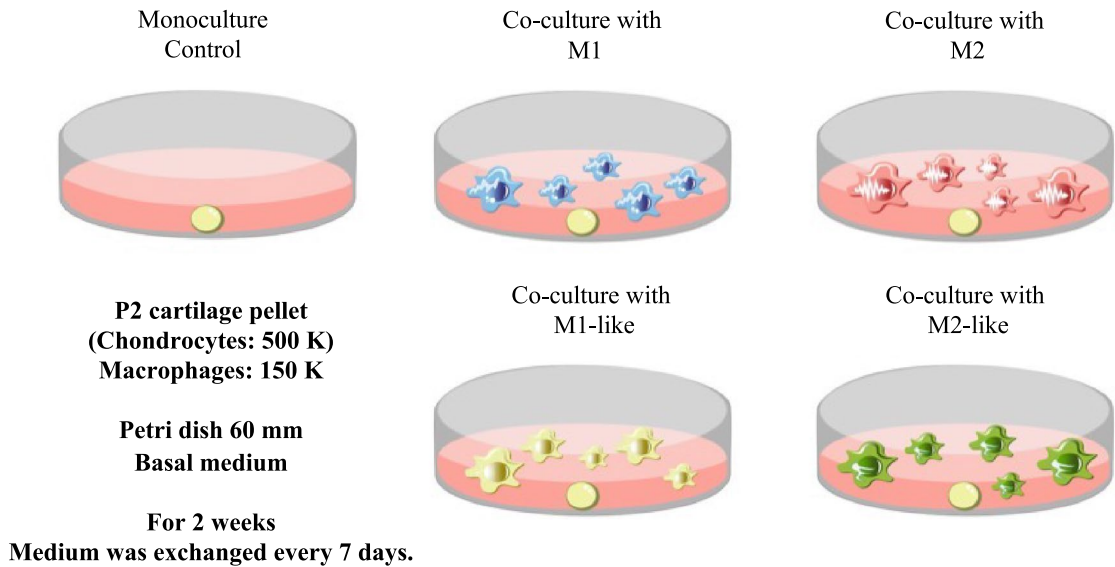 Monoculture
Control
Co-culture with
M1
Co-culture with
M2
P2 cartilage pellet
(Chondrocytes: 500 K)
Macrophages: 150 K
Petri dish 60 mm
Basal medium
For 2 weeks
Medium was exchanged every 7 days.
Co-culture with
M1-like
Co-culture with
M2-like